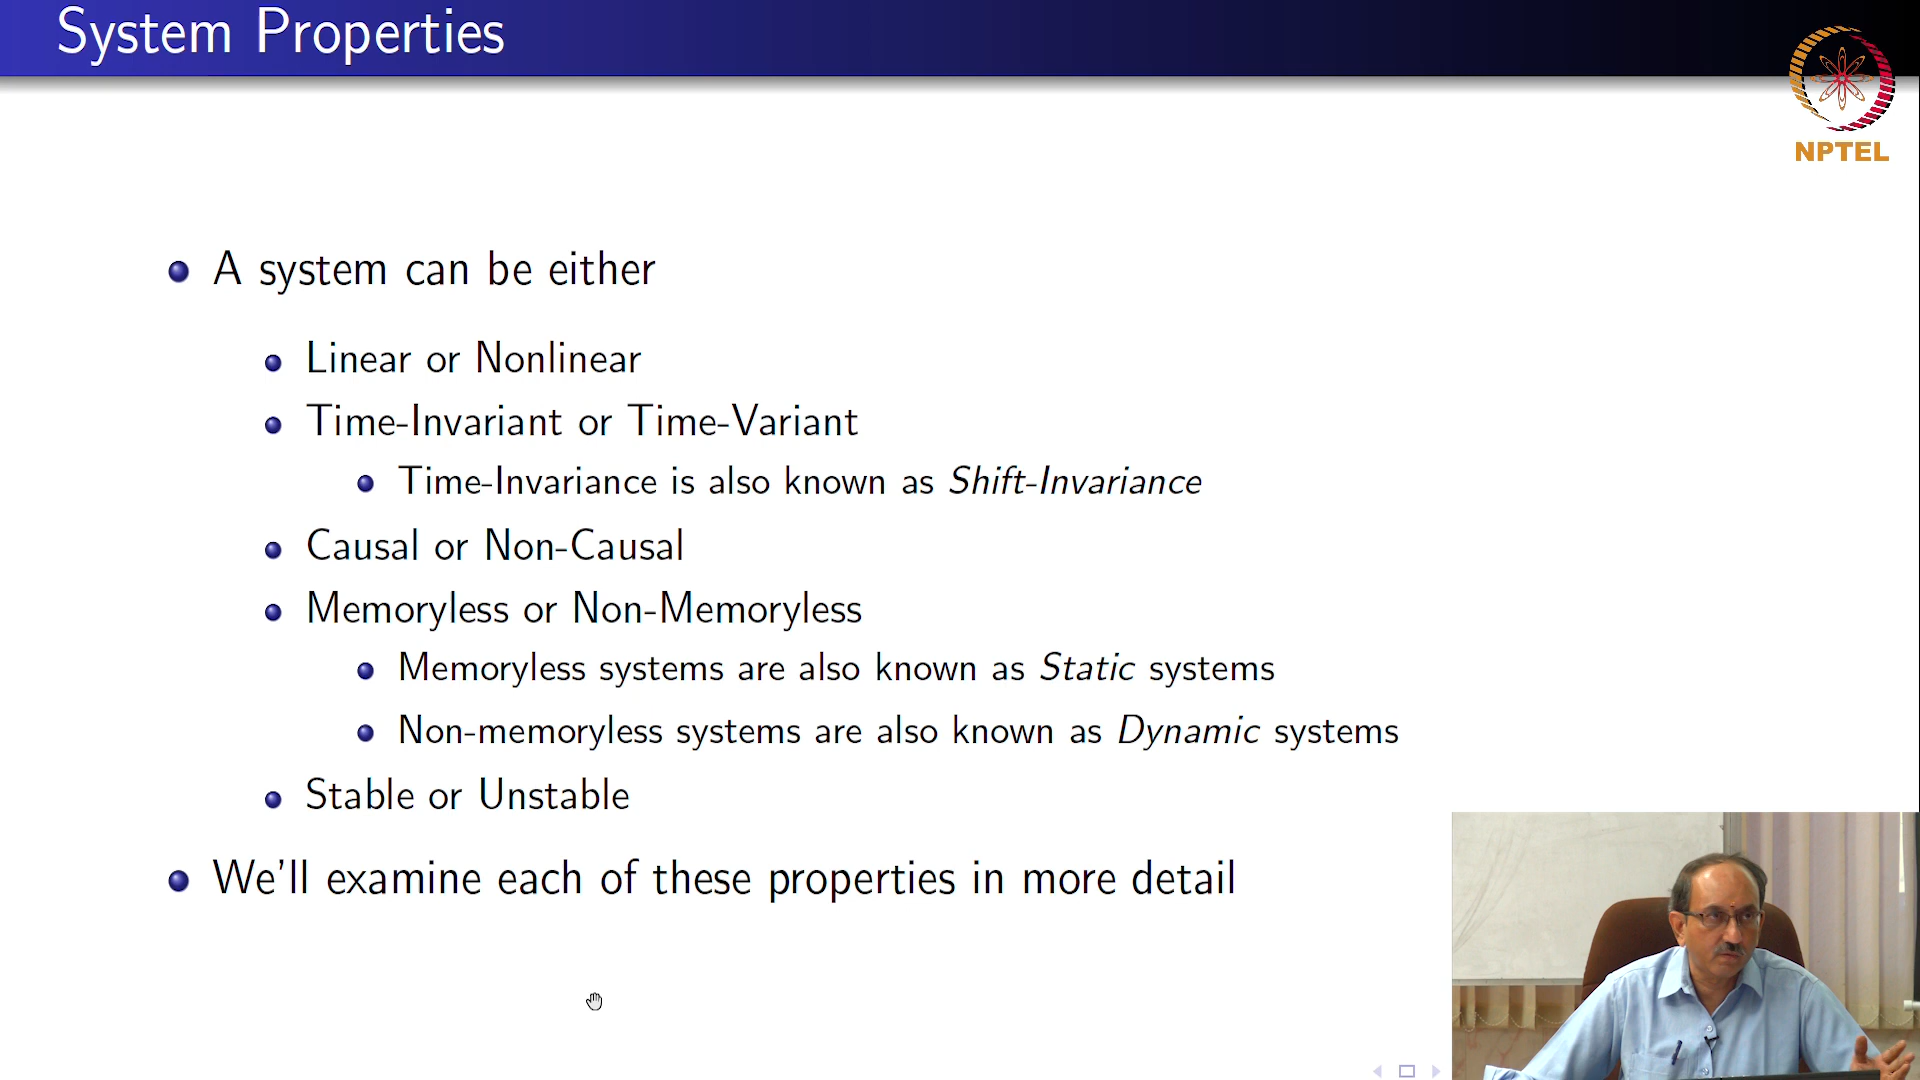 System Properties
NPTEL
A system can be either
Linear or Nonlinear
Time-Invariant or Time-Variant
Time-Invariance is also known as Shift-Invariance
Causal or Non-Causal
Memoryless or Non-Memoryless
Memoryless systems are also known as Static systems
Non-memoryless systems are also known as Dynamic systems
Stable or Unstable
We'll examine each of these properties in more detail